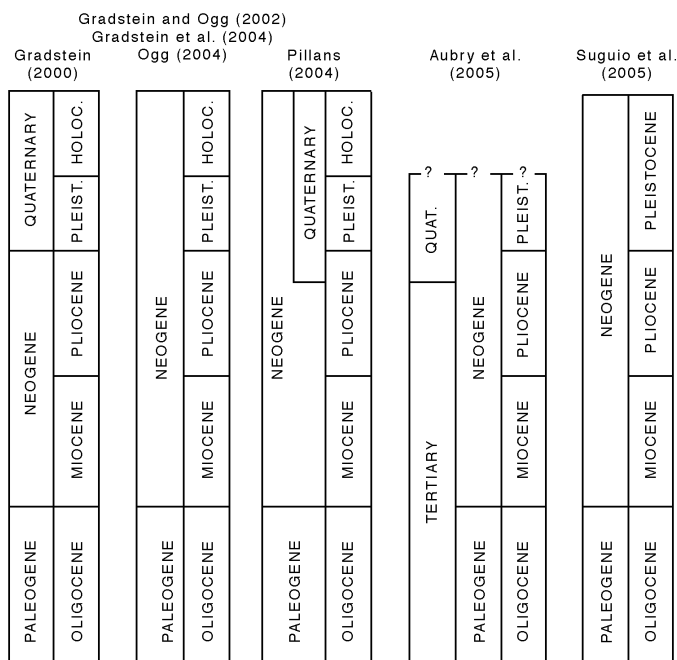 Gradstein and Ogg (2002)
Gradstein et al. (2004)
Gradstein
(2000)
Ogg (2004)
Pillans
(2004)
Aubry et al.
(2005)
Suguio et al.
(2005)
QUATERNARY
HOLOC.
PLEIST.
NEOGENE
PLIOCENE
MIOCENE
PALEOGENE
OLIGOCENE
NEOGENE
HOLOC.
PLEIST.
PLIOCENE
MIOCENE
PALEOGENE
OLIGOCENE
NEOGENE
QUATERNARY
HOLOC.
PLEIST.
PLIOCENE
MIOCENE
PALEOGENE
OLIGOCENE
? ? ?
QUAT.
TERTIARY
NEOGENE
PLEIST.
PLIOCENE
MIOCENE
PALEOGENE
OLIGOCENE
NEOGENE
PLEISTOCENE
PLIOCENE
MIOCENE
PALEOGENE
OLIGOCENE